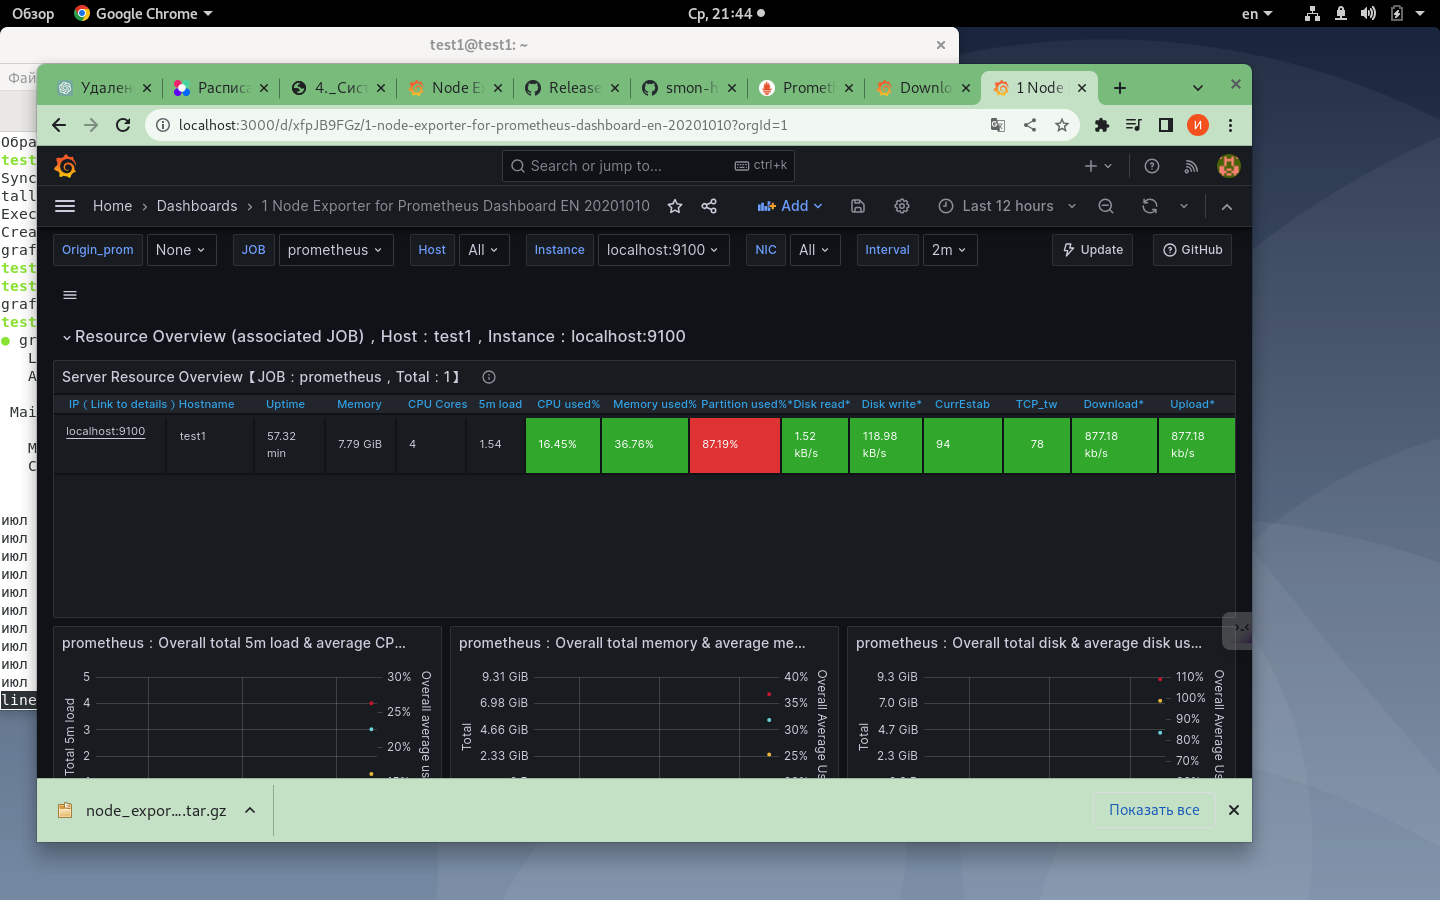 Обзор Google Chrome Ср, 21:44 en
test1@test1: ~
Фай
Удален Расписа 4._Сист Node E Release smon-h Promet Downlo 1 Node
localhost:3000/d/xfpJB9FGz/1-node-exporter-for-prometheus-dashboard-en-20201010?orgId=1 И
Search or jump to... ctrl+k
Home › Dashboards › 1 Node Exporter for Prometheus Dashboard EN 20201010 Add Last 12 hours
Origin_prom None JOB prometheus Host All Instance localhost:9100 NIC All Interval 2m Update GitHub
Resource Overview (associated JOB) , Host : test1 , Instance : localhost:9100
Server Resource Overview【JOB : prometheus , Total : 1】
IP ( Link to details ) Hostname Uptime Memory CPU Cores 5m load CPU used% Memory used% Partition used%* Disk read* Disk write* CurrEstab TCP_tw Download* Upload*
localhost:9100 test1 57.32 min 7.79 GiB 4 1.54 16.45% 36.76% 87.19% 1.52 kB/s 118.98 kB/s 94 78 877.18 kb/s 877.18 kb/s
prometheus : Overall total 5m load & average CP...
5
4
3
2
Total 5m load
30%
25%
20%
Overall average us
prometheus : Overall total memory & average me...
9.31 GiB
6.98 GiB
4.66 GiB
2.33 GiB
Total
40%
35%
30%
25%
Overall Average Us
prometheus : Overall total disk & average disk us...
9.3 GiB
7.0 GiB
4.7 GiB
2.3 GiB
Total
110%
100%
90%
80%
70%
Overall Average Us
node_expor....tar.gz Показать все
Обра
test
Sync
tall
Exec
Crea
graf
test
test
graf
test
● gr
L
A
Mai
M
C
июл
июл
июл
июл
июл
июл
июл
июл
июл
июл
line